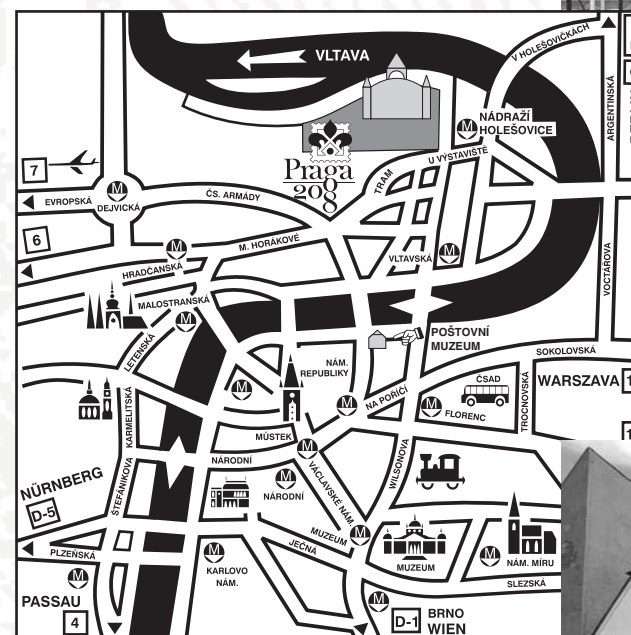 VLTAVA
V HOLEŠOVIČKÁCH
ARGENTINSKÁ
M
NÁDRAŽÍ
HOLEŠOVICE
U VÝSTAVIŠTĚ
Praga
2008
TRAM
7
EVROPSKÁ
M
DEJVICKÁ
ČS. ARMÁDY
6
M
M. HORÁKOVÉ
HRADČANSKÁ
VLTAVSKÁ
M
VOCTÁŘOVA
MALOSTRANSKÁ
M
LETENSKÁ
POŠTOVNÍ
MUZEUM
SOKOLOVSKÁ
NÁM.
REPUBLIKY
M
M
NA POŘÍČÍ
ČSAD
M
FLORENC
TROCNOVSKÁ
WARSZAVA
KARMELITSKÁ
MŮSTEK
M
NÁRODNÍ
WILSONOVA
VÁCLAVSKÉ NÁM.
NÜRNBERG
D-5
ŠTEFÁNIKOVA
M
NÁRODNÍ
MUZEUM
M
JEČNÁ
MUZEUM
M
NÁM. MÍRU
PLZEŇSKÁ
M
KARLOVO
NÁM.
SLEZSKÁ
M
PASSAU
4
M
D-1
BRNO
WIEN